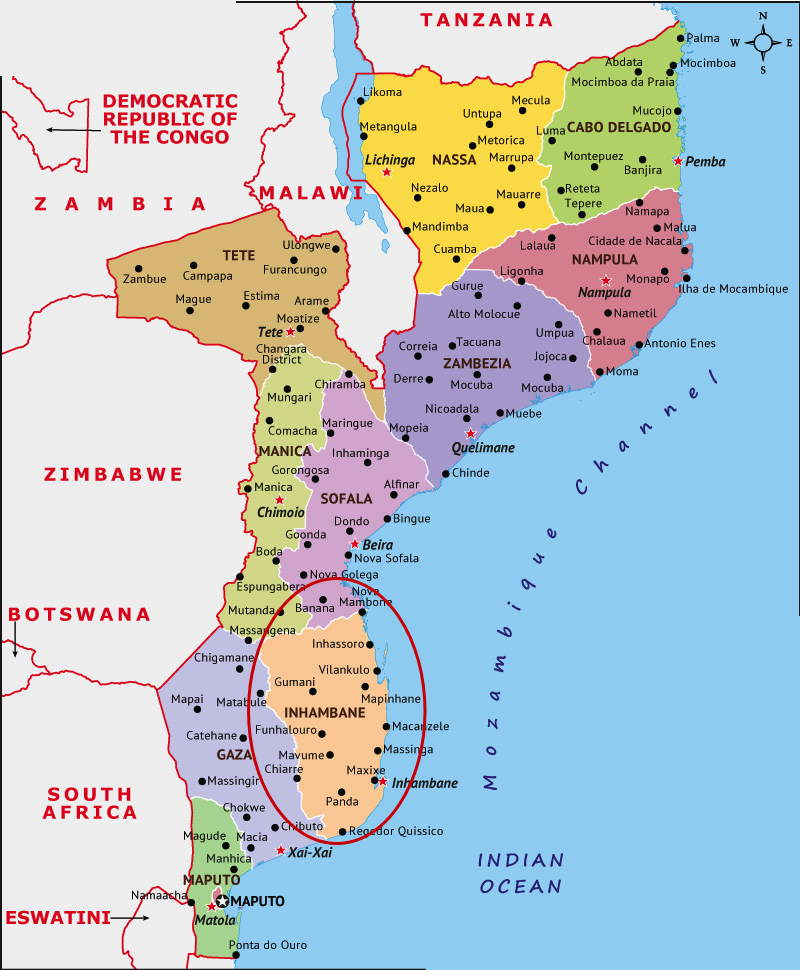 TANZANIA
N
W
E
S
Palma
Abdata
Mocimboa
Mocimboa da Praia
Likoma
DEMOCRATIC
REPUBLIC OF
THE CONGO
Mecula
Mucojo
Untupa
Metangula
Luma
CABO DELGADO
Metorica
Lichinga
NASSA
Marrupa
Montepuez
Banjira
Pemba
MALAWI
Nezalo
Mauarre
Reteta
ZAMBIA
Maua
Tepere
Namapa
Mandimba
Malua
Ulongwe
Lalaua
Cidade de Nacala
TETE
Cuamba
NAMPULA
Zambue
Campapa
Furancungo
Ligonha
Monapo
Gurue
Nampula
Ilha de Mocambique
Mague
Estima
Arame
Alto Molocue
Nametil
Moatize
Tete
Umpua
Chalaua
Antonio Enes
Changara
District
Correia
Tacuana
Jojoca
ZAMBEZIA
Chiramba
Derre
Mocuba
Mocuba
Moma
Mungari
Nicoadala
Muebe
Comacha
Maringue
Mopeia
Quelimane
MANICA
Inhaminga
Gorongosa
Chinde
ZIMBABWE
Manica
Alfinar
SOFALA
Chimoio
Dondo
Bingue
Goonda
Beira
Boda
Nova Sofala
Nova Golega
Espungabera
Nova
Mambone
Banana
Mutanda
BOTSWANA
Massangena
Mozambique Channel
Inhassoro
Chigamane
Vilankulo
Gumani
Mapai
Matabule
Mapinhane
INHAMBANE
Macanzele
Catehane
Funhalouro
GAZA
Mavume
Massinga
Chiarre
Maxixe
Inhambane
Massingir
SOUTH
AFRICA
Panda
Chokwe
Chibuto
Regedor Quissico
Magude
Macia
Xai-Xai
Manhica
INDIAN
OCEAN
MAPUTO
Namaacha
MAPUTO
Matola
ESWATINI
Ponta do Ouro